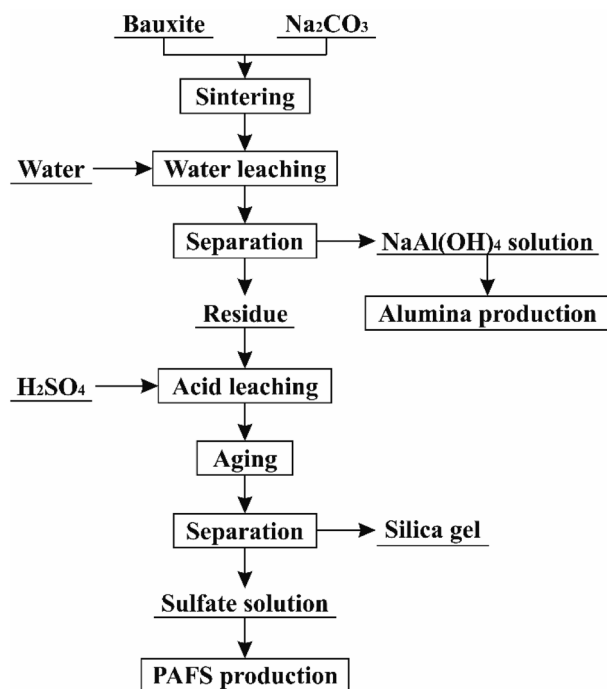 Bauxite
Na₂CO₃
Sintering
Water
Water leaching
Separation
NaAl(OH)₄ solution
Residue
Alumina production
H₂SO₄
Acid leaching
Aging
Separation
Silica gel
Sulfate solution
PAFS production